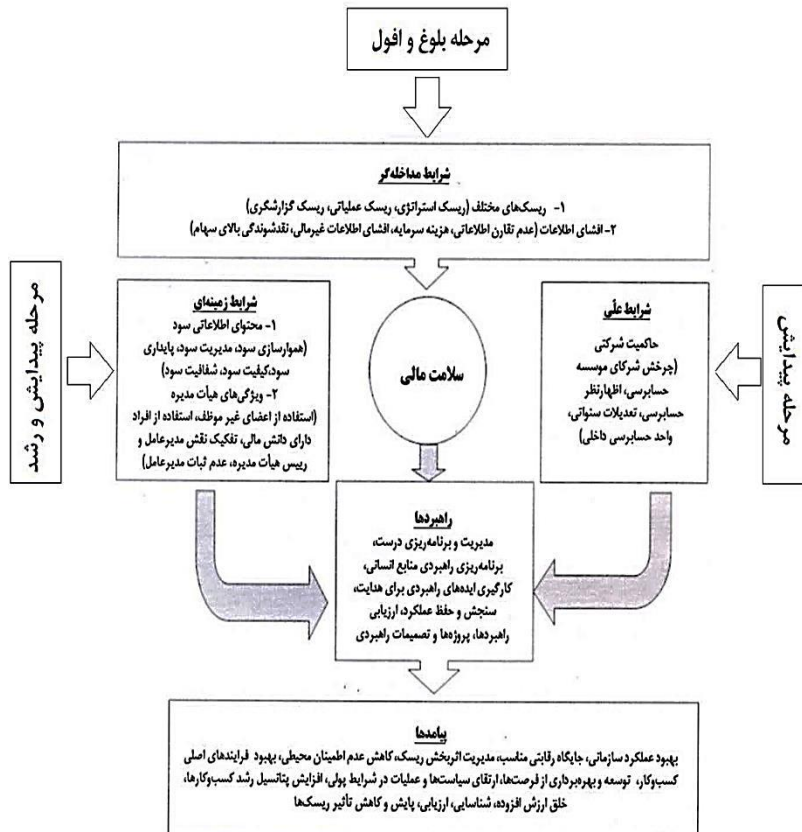 مرحله بلوغ و افول
شرایط مداخله‌گر
۱- ریسک‌های مختلف (ریسک استراتژی، ریسک عملیاتی، ریسک گزارشگری)
۲- افشای اطلاعات (عدم تقارن اطلاعاتی، هزینه سرمایه، افشای اطلاعات غیرمالی، نقدشوندگی بالای سهام)
مرحله پیدایش
شرایط علّی
حاکمیت شرکتی
(چرخش شرکای موسسه
حسابرسی، اظهارنظر
حسابرسی، تعدیلات سنواتی،
واحد حسابرسی داخلی)
سلامت مالی
شرایط زمینه‌ای
۱- محتوای اطلاعاتی سود
(هموارسازی سود، مدیریت سود، پایداری
سود،کیفیت سود، شفافیت سود)
۲- ویژگی‌های هیأت مدیره
(استفاده از اعضای غیر موظف، استفاده از افراد
دارای دانش مالی، تفکیک نقش مدیرعامل و
رییس هیأت مدیره، عدم ثبات مدیرعامل)
مرحله پیدایش و رشد
راهبردها
مدیریت و برنامه‌ریزی درست،
برنامه‌ریزی راهبردی منابع انسانی،
کارگیری ایده‌های راهبردی برای هدایت،
سنجش و حفظ عملکرد، ارزیابی
راهبردها، پروژه‌ها و تصمیمات راهبردی
پیامدها
بهبود عملکرد سازمانی، جایگاه رقابتی مناسب، مدیریت اثربخش ریسک، کاهش عدم اطمینان محیطی، بهبود فرایندهای اصلی
کسب‌وکار، توسعه و بهره‌برداری از فرصت‌ها، ارتقای سیاست‌ها و عملیات در شرایط پولی، افزایش پتانسیل رشد کسب‌وکارها،
خلق ارزش افزوده، شناسایی، ارزیابی، پایش و کاهش تأثیر ریسک‌ها